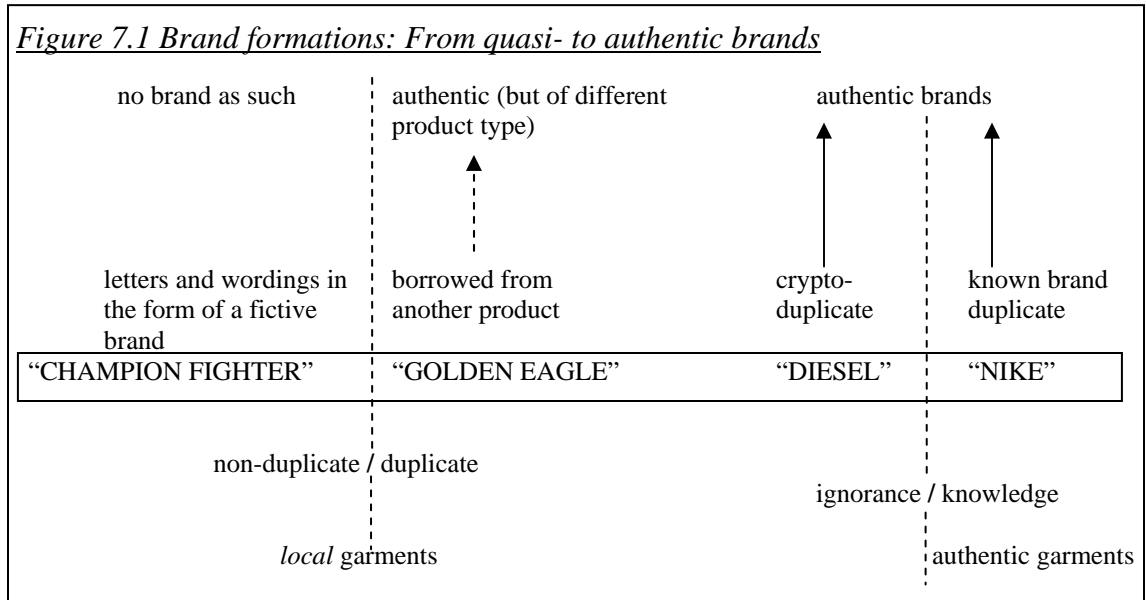 Figure 7.1 Brand formations: From quasi- to authentic brands
no brand as such
authentic (but of different
product type)
authentic brands
letters and wordings in
the form of a fictive
brand
borrowed from
another product
crypto-
duplicate
known brand
duplicate
“CHAMPION FIGHTER”
“GOLDEN EAGLE”
“DIESEL”
“NIKE”
non-duplicate / duplicate
ignorance / knowledge
local garments
authentic garments